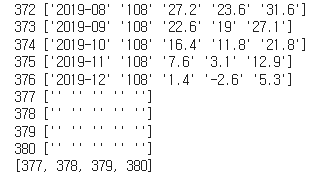 372 ['2019-08' '108' '27.2' '23.6' '31.6']
373 ['2019-09' '108' '22.6' '19' '27.1']
374 ['2019-10' '108' '16.4' '11.8' '21.8']
375 ['2019-11' '108' '7.6' '3.1' '12.9']
376 ['2019-12' '108' '1.4' '-2.6' '5.3']
377 ['' '' '' '' '']
378 ['' '' '' '' '']
379 ['' '' '' '' '']
380 ['' '' '' '' '']
[377, 378, 379, 380]